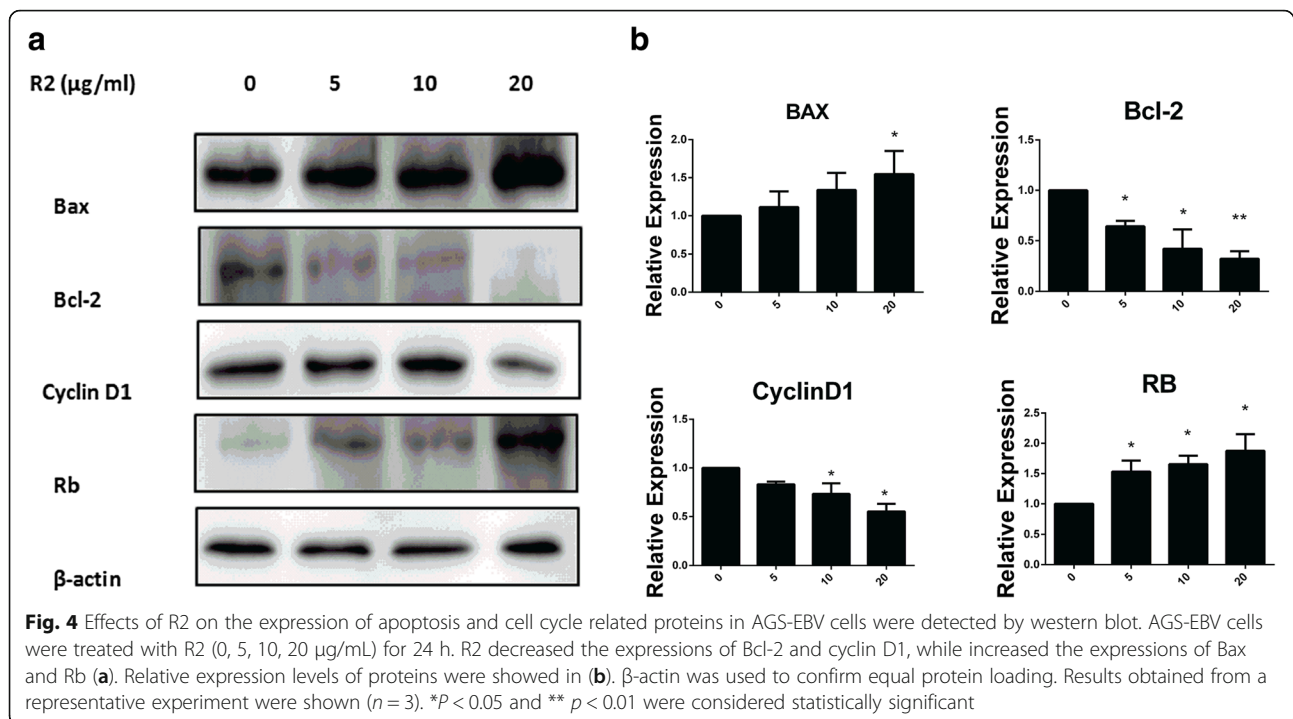 a
R2 (μg/ml) 0 5 10 20
Bax
Bcl-2
Cyclin D1
Rb
β-actin
b
BAX
Relative Expression
2.0
1.5
1.0
0.5
0.0
*
0 5 10 20
Bcl-2
Relative Expression
1.5
1.0
0.5
0.0
* * **
0 5 10 20
CyclinD1
Relative Expression
1.5
1.0
0.5
0.0
* *
0 5 10 20
RB
Relative Expression
2.5
2.0
1.5
1.0
0.5
0.0
* * *
0 5 10 20
Fig. 4 Effects of R2 on the expression of apoptosis and cell cycle related proteins in AGS-EBV cells were detected by western blot. AGS-EBV cells
were treated with R2 (0, 5, 10, 20 μg/mL) for 24 h. R2 decreased the expressions of Bcl-2 and cyclin D1, while increased the expressions of Bax
and Rb (a). Relative expression levels of proteins were showed in (b). β-actin was used to confirm equal protein loading. Results obtained from a
representative experiment were shown (n = 3). *P < 0.05 and ** p < 0.01 were considered statistically significant